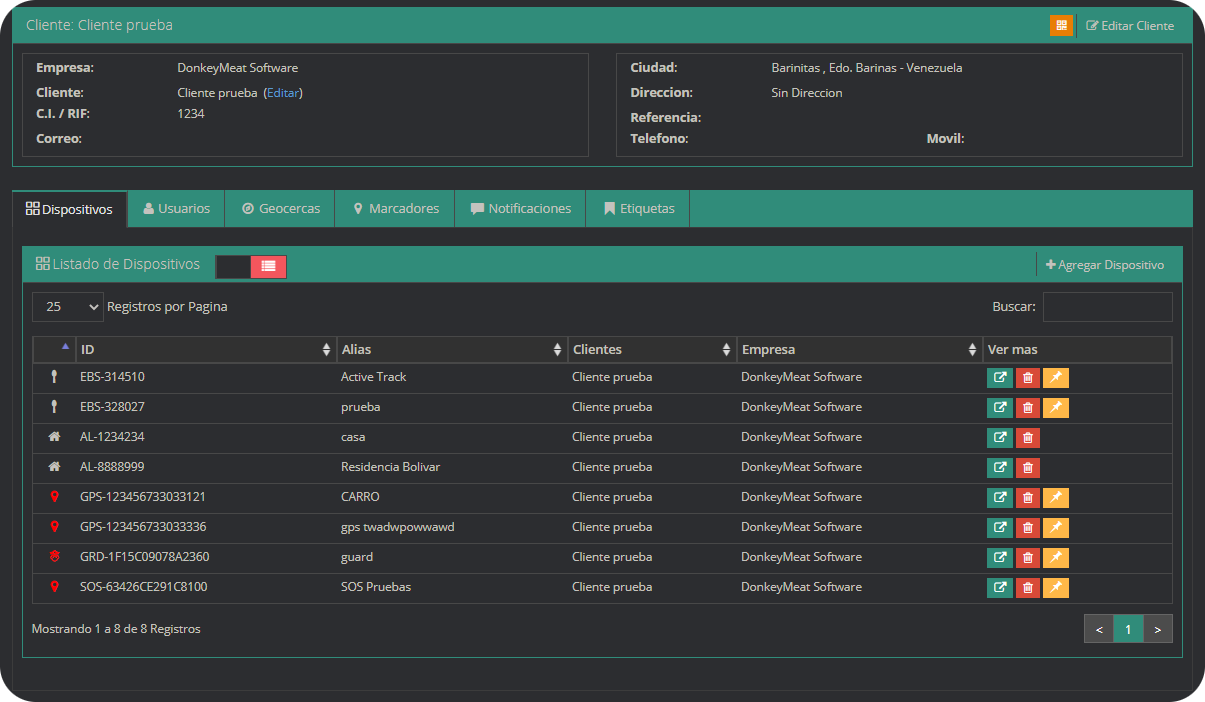 Cliente: Cliente prueba
Editar Cliente
Empresa: DonkeyMeat Software
Cliente: Cliente prueba (Editar)
C.I. / RIF: 1234
Correo:
Ciudad: Barinitas , Edo. Barinas - Venezuela
Direccion: Sin Direccion
Referencia:
Telefono: Movil:
Dispositivos Usuarios Geocercas Marcadores Notificaciones Etiquetas
Listado de Dispositivos
Agregar Dispositivo
25 Registros por Pagina Buscar:
ID Alias Clientes Empresa Ver mas
EBS-314510 Active Track Cliente prueba DonkeyMeat Software
EBS-328027 prueba Cliente prueba DonkeyMeat Software
AL-1234234 casa Cliente prueba DonkeyMeat Software
AL-8888999 Residencia Bolivar Cliente prueba DonkeyMeat Software
GPS-123456733033121 CARRO Cliente prueba DonkeyMeat Software
GPS-123456733033336 gps twadwpowwawd Cliente prueba DonkeyMeat Software
GRD-1F15C09078A2360 guard Cliente prueba DonkeyMeat Software
SOS-63426CE291C8100 SOS Pruebas Cliente prueba DonkeyMeat Software
Mostrando 1 a 8 de 8 Registros < 1 >